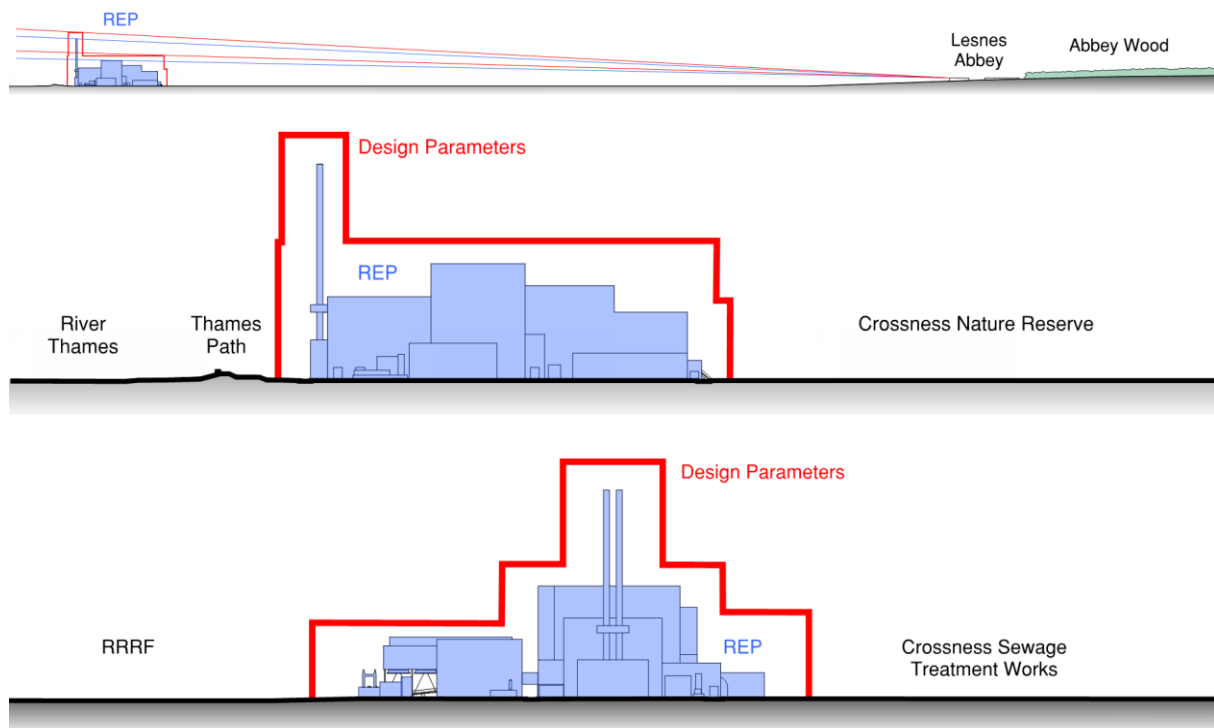 REP
Lesnes
Abbey
Abbey Wood
Design Parameters
REP
River
Thames
Thames
Path
Crossness Nature Reserve
Design Parameters
RRRF
REP
Crossness Sewage
Treatment Works